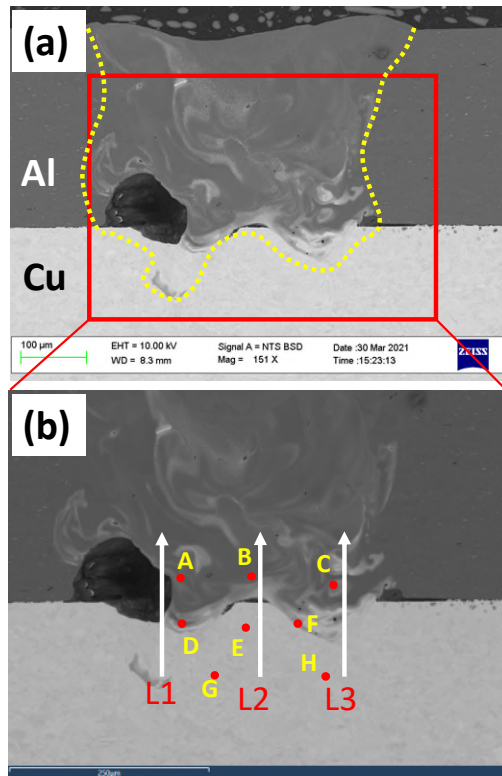 (a)
Al
Cu
100 µm
EHT = 10.00 kV Signal A = NTS BSD Date :30 Mar 2021
WD = 8.3 mm Mag = 151 X Time :15:23:13
ZEISS
(b)
A B C
D E F
G H
L1 L2 L3
250µm